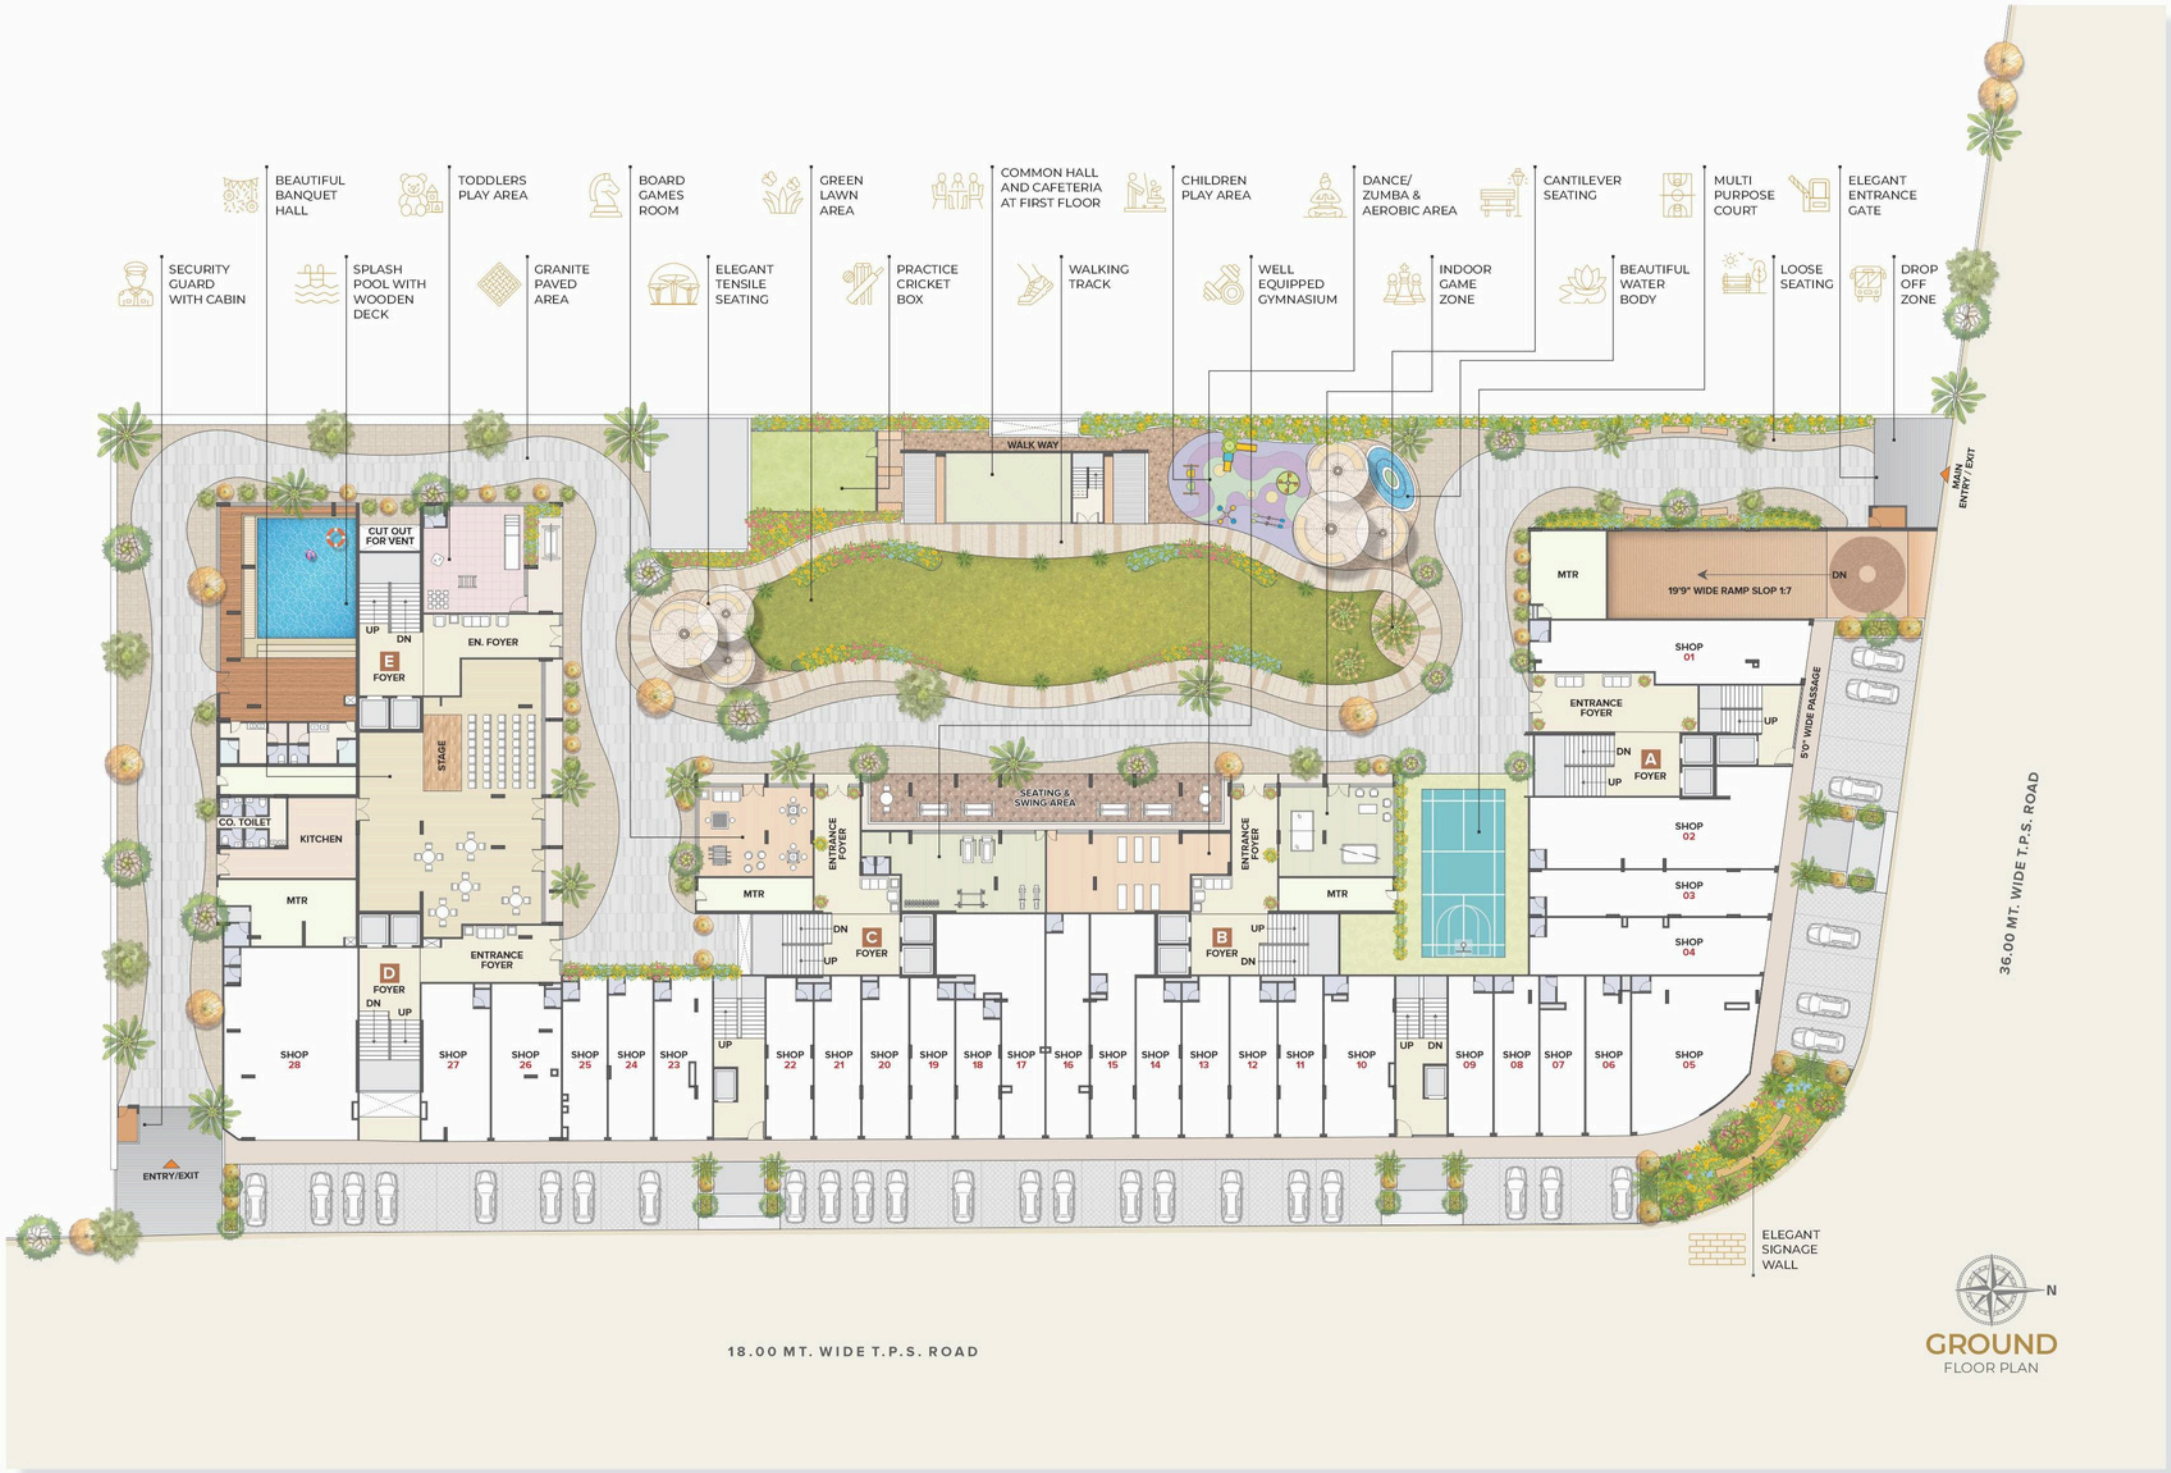 BEAUTIFUL
BANQUET
HALL
TODDLERS
PLAY AREA
BOARD
GAMES
ROOM
GREEN
LAWN
AREA
COMMON HALL
AND CAFETERIA
AT FIRST FLOOR
CHILDREN
PLAY AREA
DANCE/
ZUMBA &
AEROBIC AREA
CANTILEVER
SEATING
MULTI
PURPOSE
COURT
ELEGANT
ENTRANCE
GATE
SECURITY
GUARD
WITH CABIN
SPLASH
POOL WITH
WOODEN
DECK
GRANITE
PAVED
AREA
ELEGANT
TENSILE
SEATING
PRACTICE
CRICKET
BOX
WALKING
TRACK
WELL
EQUIPPED
GYMNASIUM
INDOOR
GAME
ZONE
BEAUTIFUL
WATER
BODY
LOOSE
SEATING
DROP
OFF
ZONE
WALK WAY
MAIN
ENTRY / EXIT
CUT OUT
FOR VENT
UP
DN
EN. FOYER
E
FOYER
STAGE
CO. TOILET
KITCHEN
MTR
D
FOYER
DN
UP
ENTRANCE
FOYER
MTR
ENTRANCE
FOYER
SEATING &
SWING AREA
ENTRANCE
FOYER
MTR
DN
C
FOYER
UP
B
FOYER
UP
DN
MTR
DN
19'9" WIDE RAMP SLOP 1:7
SHOP
01
ENTRANCE
FOYER
UP
5'0" WIDE PASSAGE
DN
A
FOYER
UP
SHOP
02
SHOP
03
SHOP
04
36.00 MT. WIDE T.P.S. ROAD
SHOP
28
SHOP
27
SHOP
26
SHOP
25
SHOP
24
SHOP
23
UP
SHOP
22
SHOP
21
SHOP
20
SHOP
19
SHOP
18
SHOP
17
SHOP
16
SHOP
15
SHOP
14
SHOP
13
SHOP
12
SHOP
11
SHOP
10
UP DN
SHOP
09
SHOP
08
SHOP
07
SHOP
06
SHOP
05
ENTRY/EXIT
ELEGANT
SIGNAGE
WALL
18.00 MT. WIDE T.P.S. ROAD
N
GROUND
FLOOR PLAN